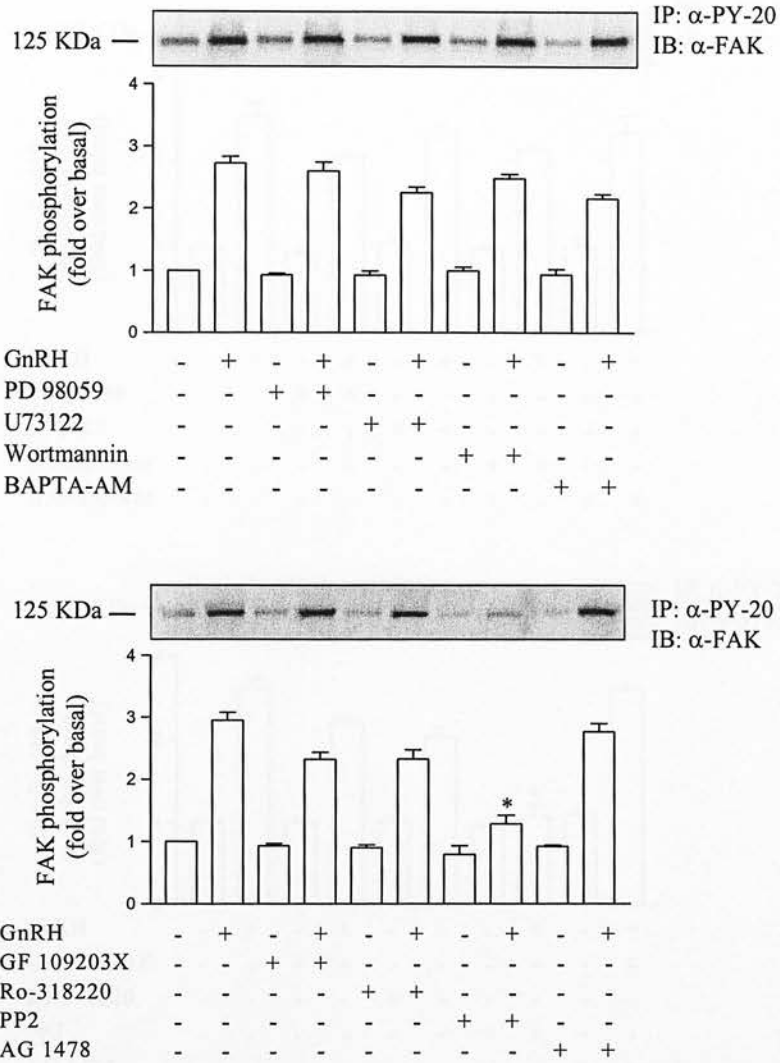 IP: α-PY-20
125 KDa
IB: α-FAK
4
3
2
1
0
FAK phosphorylation
(fold over basal)
GnRH - + - + - + - + - +
PD 98059 - - + + - - - - - -
U73122 - - - - + + - - - -
Wortmannin - - - - - - + + - -
BAPTA-AM - - - - - - - - + +
125 KDa
IP: α-PY-20
IB: α-FAK
4
3
2
1
0
FAK phosphorylation
(fold over basal)
*
GnRH - + - + - + - + - +
GF 109203X - - + + - - - - - -
Ro-318220 - - - - + + - - - -
PP2 - - - - - - + + - -
AG 1478 - - - - - - - - + +